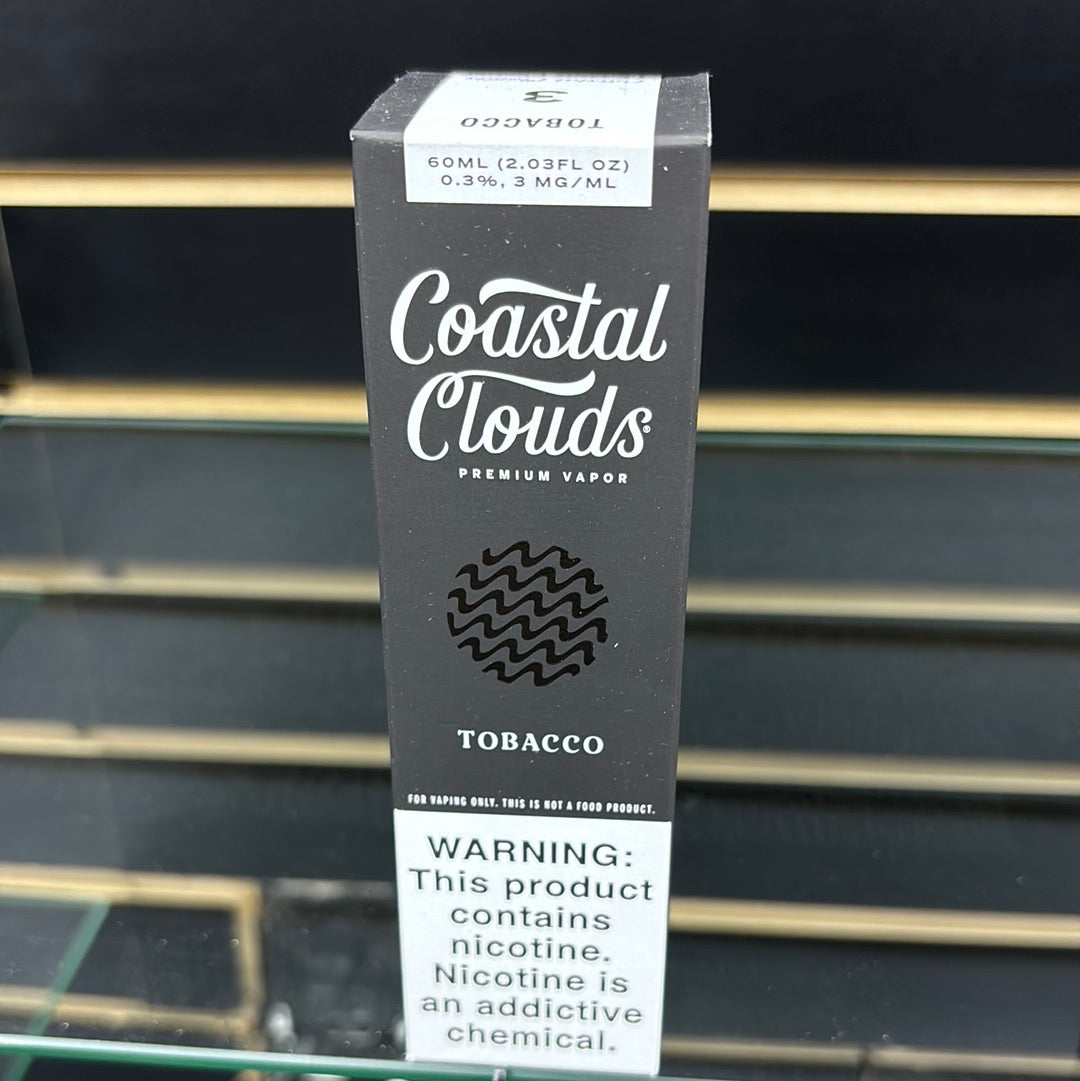 3
TOBACCO
60ML (2.03FL OZ)
0.3%, 3 MG/ML
Coastal
Clouds®
PREMIUM VAPOR
TOBACCO
FOR VAPING ONLY. THIS IS NOT A FOOD PRODUCT.
WARNING:
This product
contains
nicotine.
Nicotine is
an addictive
chemical.